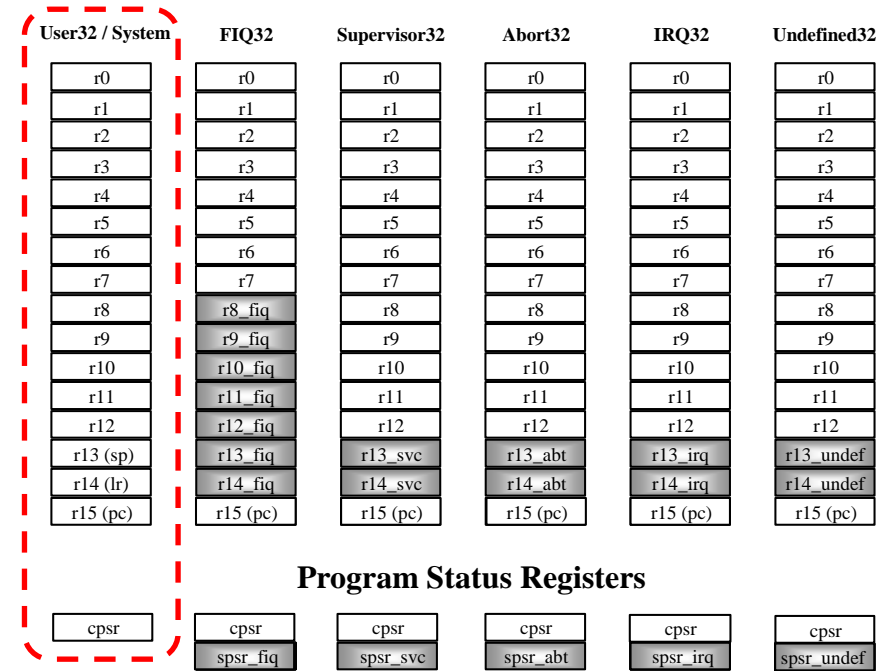 User32 / System FIQ32 Supervisor32 Abort32 IRQ32 Undefined32
r0 r0 r0 r0 r0 r0
r1 r1 r1 r1 r1 r1
r2 r2 r2 r2 r2 r2
r3 r3 r3 r3 r3 r3
r4 r4 r4 r4 r4 r4
r5 r5 r5 r5 r5 r5
r6 r6 r6 r6 r6 r6
r7 r7 r7 r7 r7 r7
r8 r8_fiq r8 r8 r8 r8
r9 r9_fiq r9 r9 r9 r9
r10 r10_fiq r10 r10 r10 r10
r11 r11_fiq r11 r11 r11 r11
r12 r12_fiq r12 r12 r12 r12
r13 (sp) r13_fiq r13_svc r13_abt r13_irq r13_undef
r14 (lr) r14_fiq r14_svc r14_abt r14_irq r14_undef
r15 (pc) r15 (pc) r15 (pc) r15 (pc) r15 (pc) r15 (pc)
Program Status Registers
cpsr cpsr cpsr cpsr cpsr cpsr
spsr_fiq spsr_svc spsr_abt spsr_irq spsr_undef